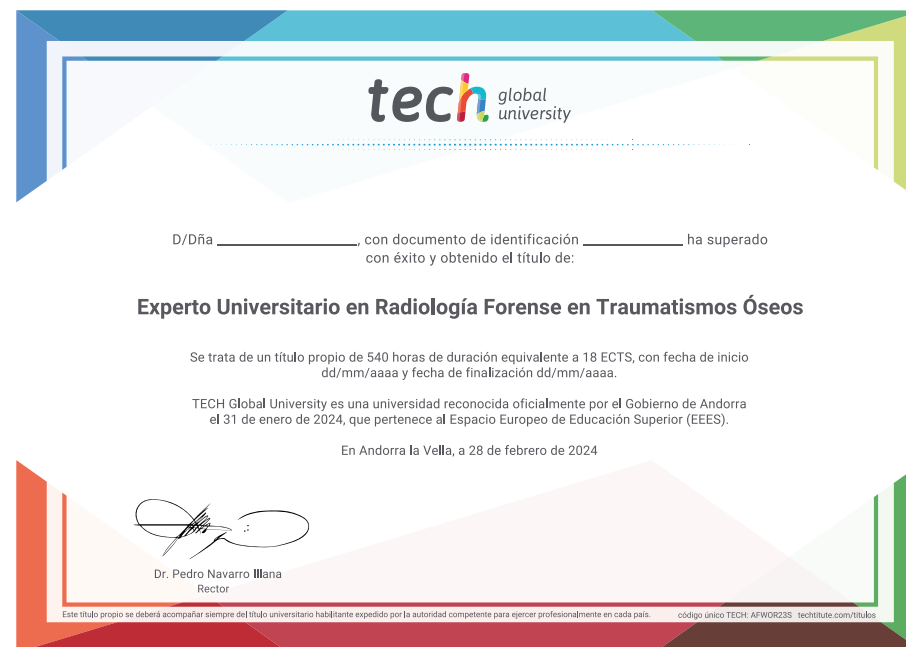 tech global university
D/Dña ______________, con documento de identificación __________ ha superado
con éxito y obtenido el título de:
Experto Universitario en Radiología Forense en Traumatismos Óseos
Se trata de un título propio de 540 horas de duración equivalente a 18 ECTS, con fecha de inicio
dd/mm/aaaa y fecha de finalización dd/mm/aaaa.
TECH Global University es una universidad reconocida oficialmente por el Gobierno de Andorra
el 31 de enero de 2024, que pertenece al Espacio Europeo de Educación Superior (EEES).
En Andorra la Vella, a 28 de febrero de 2024
Dr. Pedro Navarro Illana
Rector
Este título propio se deberá acompañar siempre del título universitario habilitante expedido por la autoridad competente para ejercer profesionalmente en cada país. código único TECH: AFWOR23S techtitute.com/titulos